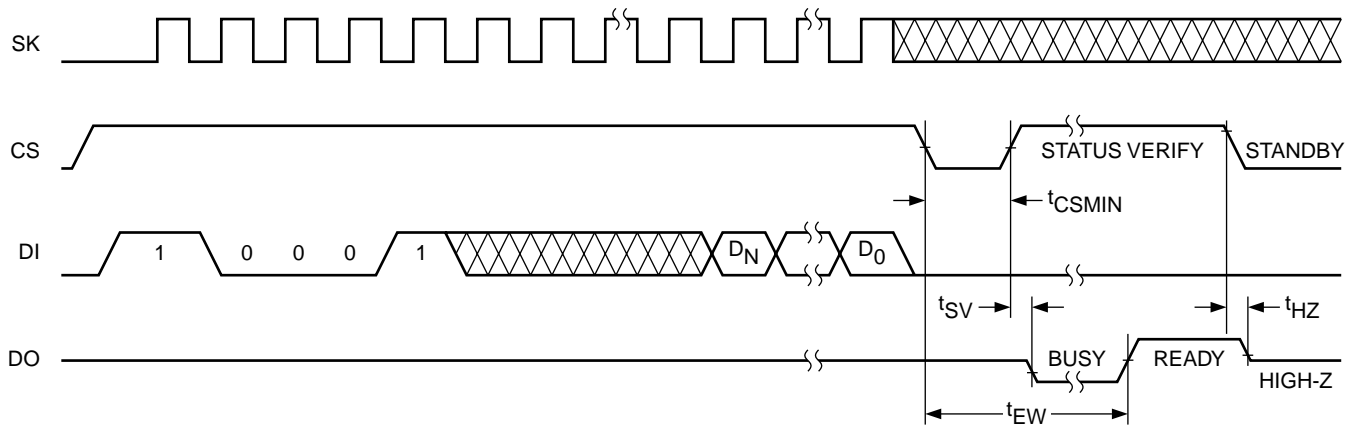 SK
CS
STATUS VERIFY
STANDBY
tCSMIN
DI
1 0 0 0 1
DN
D0
tSV
tHZ
DO
BUSY
READY
HIGH-Z
tEW